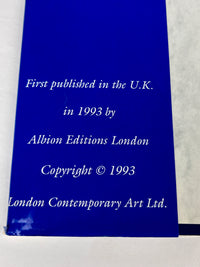 First published in the U.K.
in 1993 by
Albion Editions London
Copyright © 1993
London Contemporary Art Ltd.